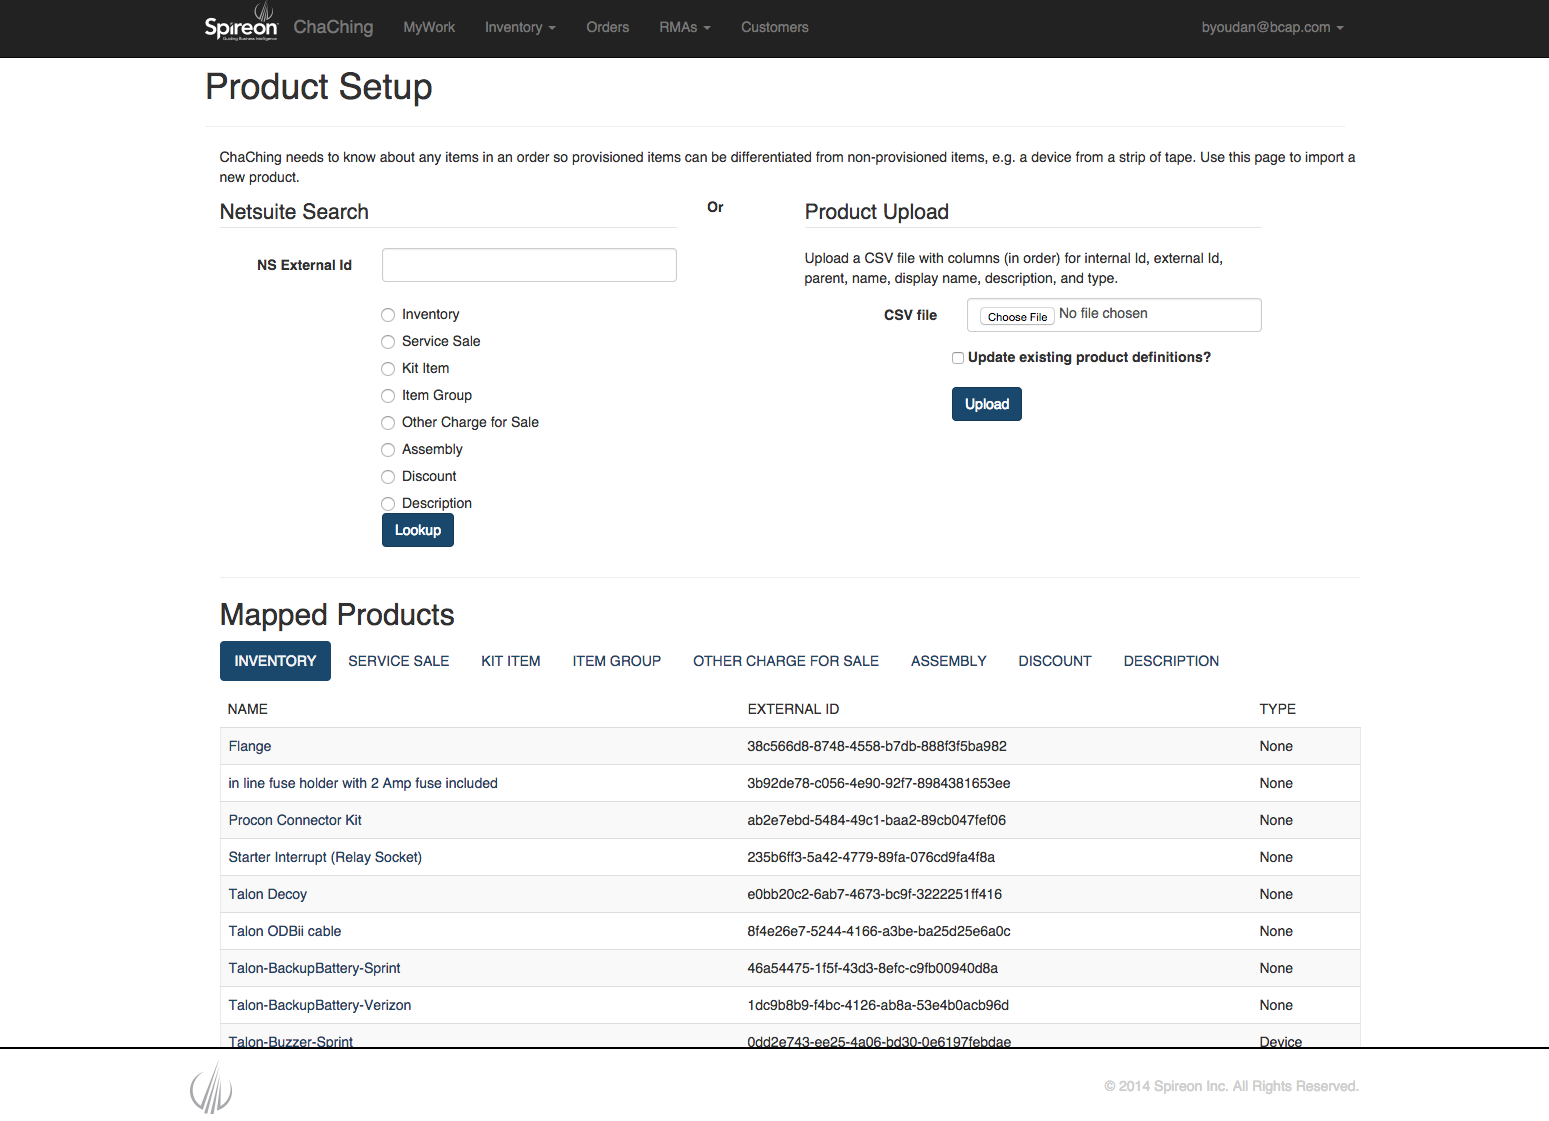 Spireon
Guiding Business Intelligence
ChaChing MyWork Inventory Orders RMAs Customers byoudan@bcap.com
Product Setup
ChaChing needs to know about any items in an order so provisioned items can be differentiated from non-provisioned items, e.g. a device from a strip of tape. Use this page to import a
new product.
Netsuite Search
Or
Product Upload
NS External Id
Inventory
Service Sale
Kit Item
Item Group
Other Charge for Sale
Assembly
Discount
Description
Lookup
Upload a CSV file with columns (in order) for internal Id, external Id,
parent, name, display name, description, and type.
CSV file Choose File No file chosen
Update existing product definitions?
Upload
Mapped Products
INVENTORY SERVICE SALE KIT ITEM ITEM GROUP OTHER CHARGE FOR SALE ASSEMBLY DISCOUNT DESCRIPTION
NAME EXTERNAL ID TYPE
Flange 38c566d8-8748-4558-b7db-888f3f5ba982 None
in line fuse holder with 2 Amp fuse included 3b92de78-c056-4e90-92f7-8984381653ee None
Procon Connector Kit ab2e7ebd-5484-49c1-baa2-89cb047fef06 None
Starter Interrupt (Relay Socket) 235b6ff3-5a42-4779-89fa-076cd9fa4f8a None
Talon Decoy e0bb20c2-6ab7-4673-bc9f-3222251ff416 None
Talon ODBii cable 8f4e26e7-5244-4166-a3be-ba25d25e6a0c None
Talon-BackupBattery-Sprint 46a54475-1f5f-43d3-8efc-c9fb00940d8a None
Talon-BackupBattery-Verizon 1dc9b8b9-f4bc-4126-ab8a-53e4b0acb96d None
Talon-Buzzer-Sprint 0dd2e743-ee25-4a06-bd30-0e6197febdae Device
© 2014 Spireon Inc. All Rights Reserved.